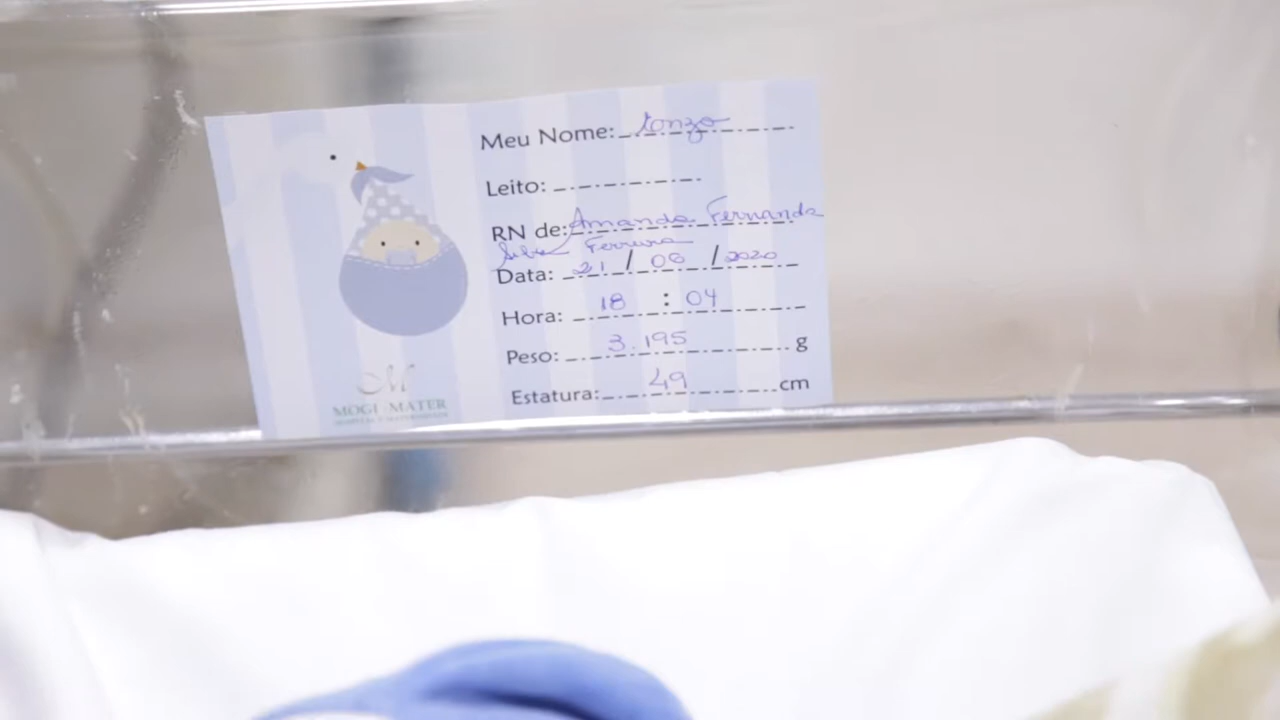 Meu Nome: Lonzo
Leito:
RN de: Amanda Fernanda
Ferreira
Data: 21 / 06 / 2020
Hora: 18 : 04
Peso: 3.195 g
Estatura: 49 cm
M
MOGI MATER